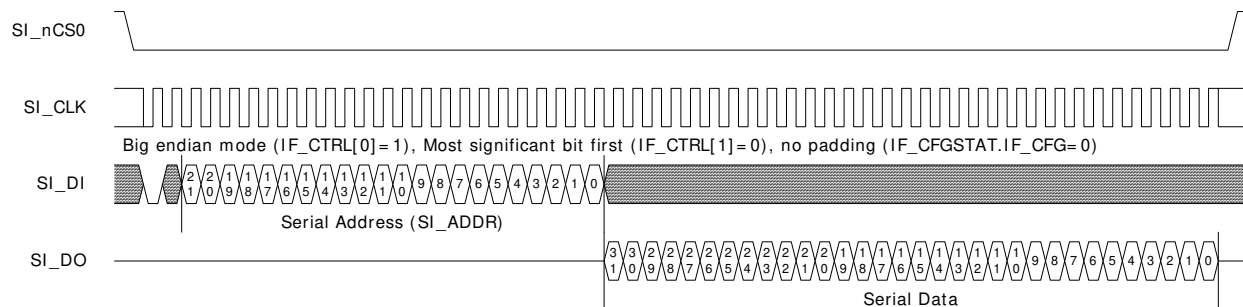 SI_nCS0
SI_CLK
Big endian mode (IF_CTRL[0]=1), Most significant bit first (IF_CTRL[1]=0), no padding (IF_CFGSTAT.IF_CFG=0)
SI_DI 21 20 19 18 17 16 15 14 13 12 11 10 9 8 7 6 5 4 3 2 1 0
Serial Address (SI_ADDR)
SI_DO 31 30 29 28 27 26 25 24 23 22 21 20 19 18 17 16 15 14 13 12 11 10 9 8 7 6 5 4 3 2 1 0
Serial Data